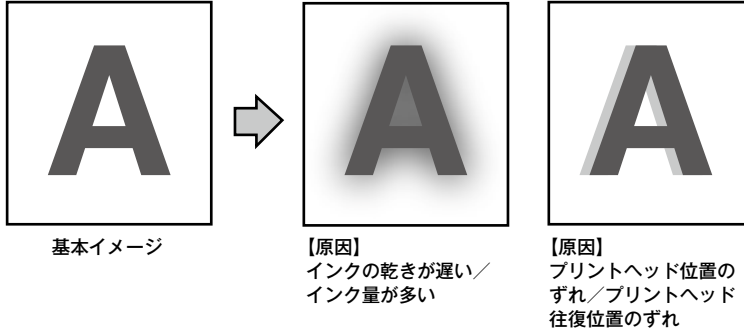 A
A
A
基本イメージ
【原因】
インクの乾きが遅い／
インク量が多い
【原因】
プリントヘッド位置の
ずれ／プリントヘッド
往復位置のずれ